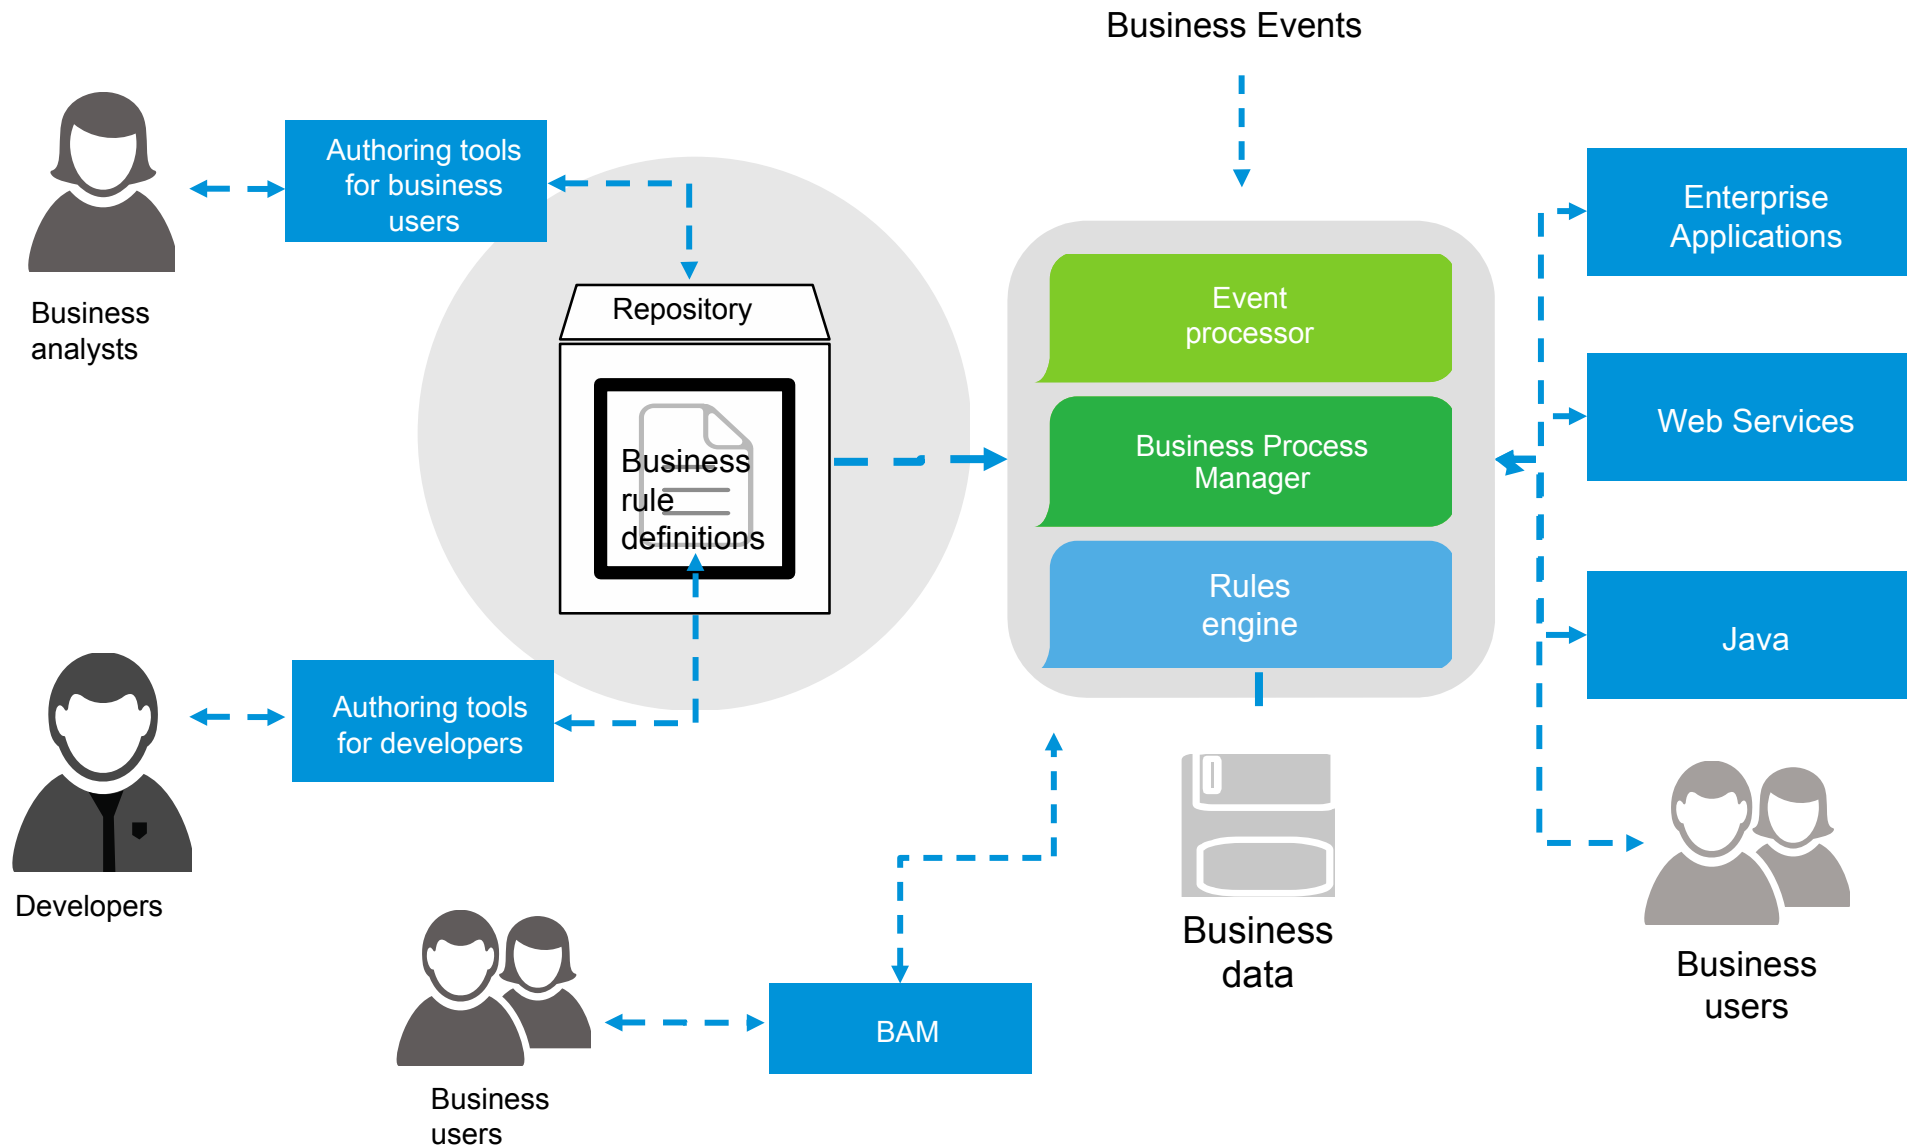 Business Events
Authoring tools
for business
users
Business
analysts
Repository
Business
rule
definitions
Event
processor
Business Process
Manager
Rules
engine
Enterprise
Applications
Web Services
Java
Authoring tools
for developers
Developers
Business
data
Business
users
BAM
Business
users